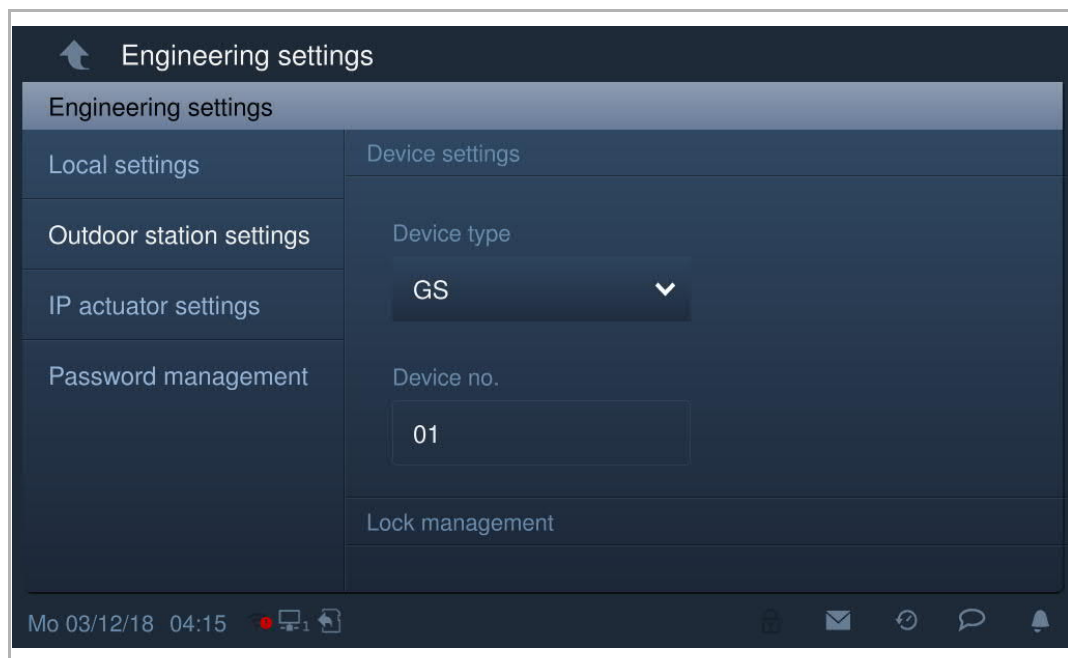 Engineering settings
Engineering settings
Local settings
Outdoor station settings
IP actuator settings
Password management
Device settings
Device type
GS
Device no.
01
Lock management
Mo 03/12/18 04:15 1